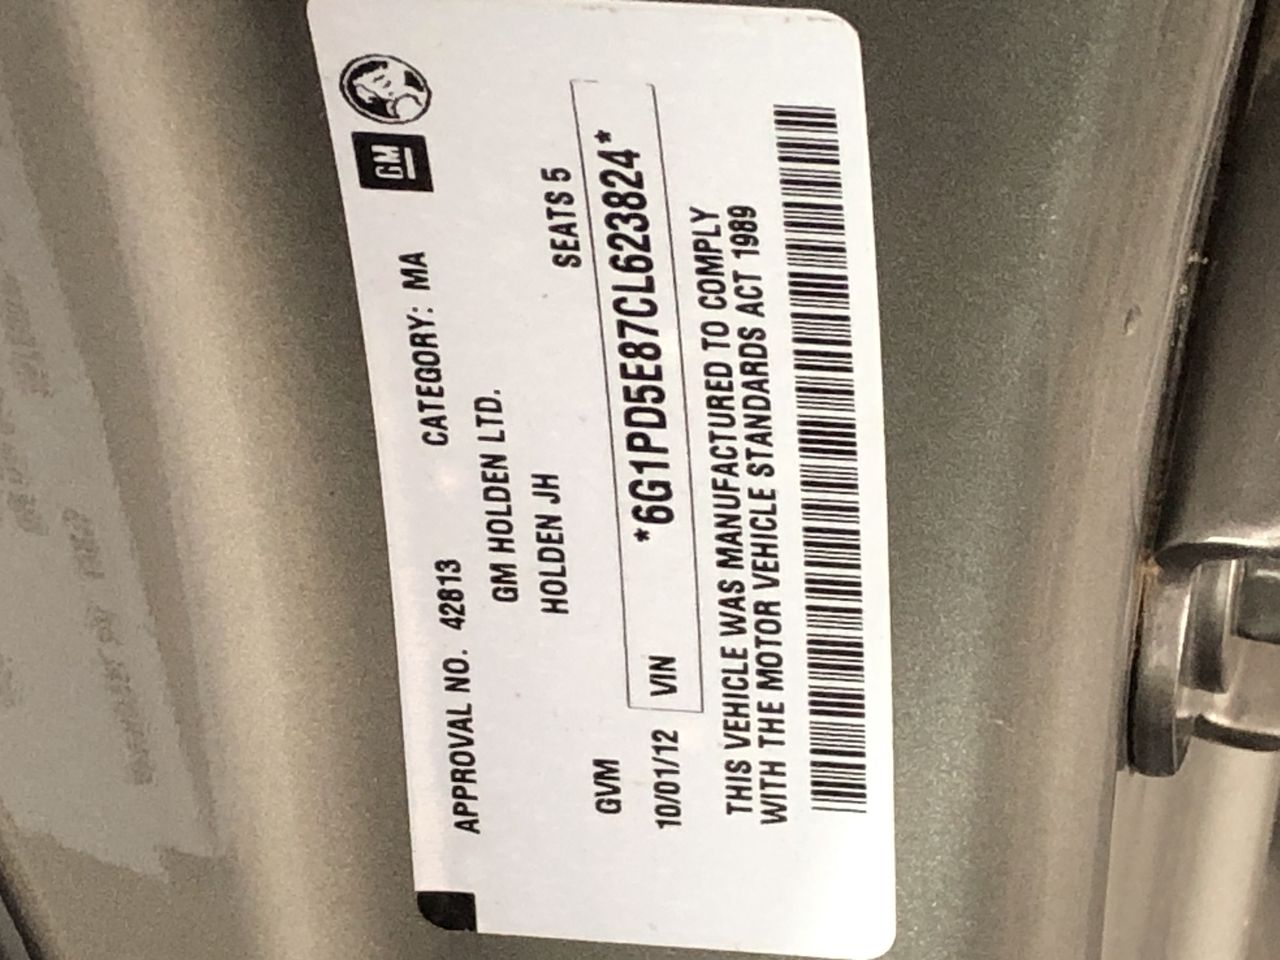 GM
APPROVAL NO. 42813 CATEGORY: MA
GM HOLDEN LTD.
HOLDEN JH
GVM SEATS 5
10/01/12 VIN *6G1PD5E87CL623824*
THIS VEHICLE WAS MANUFACTURED TO COMPLY
WITH THE MOTOR VEHICLE STANDARDS ACT 1989